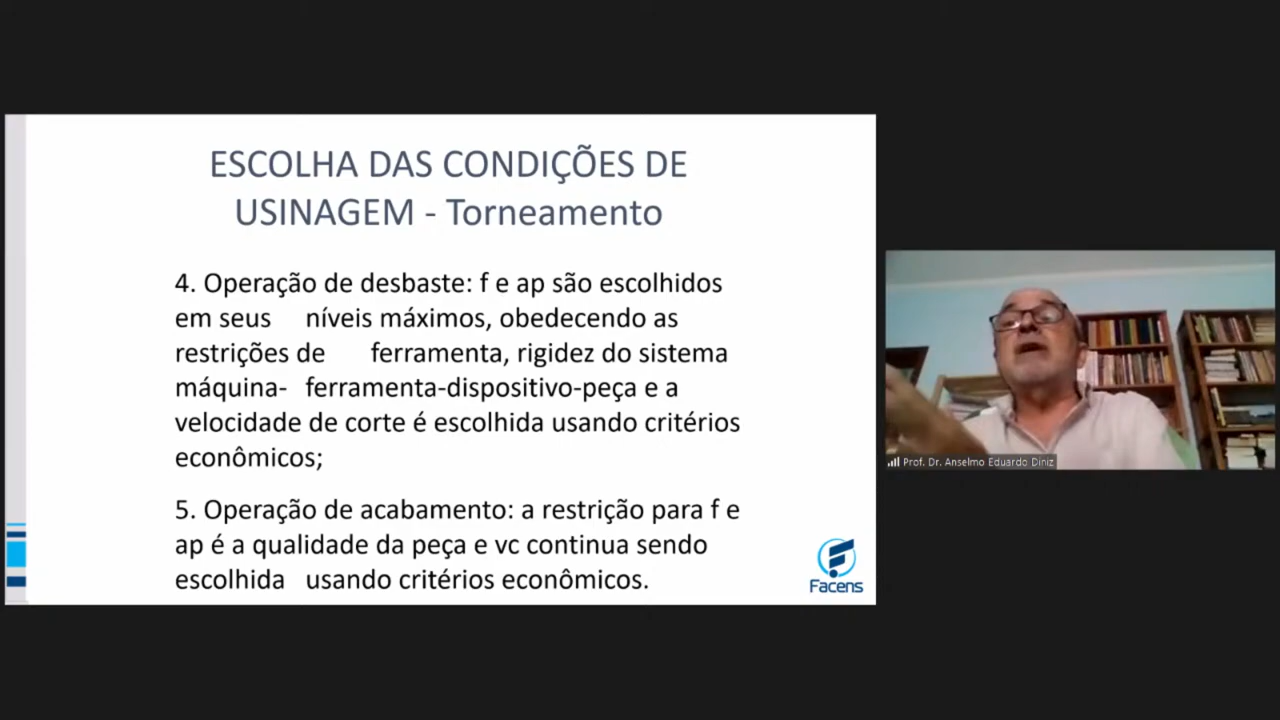 ESCOLHA DAS CONDIÇÕES DE
USINAGEM - Torneamento
4. Operação de desbaste: f e ap são escolhidos
em seus níveis máximos, obedecendo as
restrições de ferramenta, rigidez do sistema
máquina- ferramenta-dispositivo-peça e a
velocidade de corte é escolhida usando critérios
econômicos;
5. Operação de acabamento: a restrição para f e
ap é a qualidade da peça e vc continua sendo
escolhida usando critérios econômicos.
Facens
Prof. Dr. Anselmo Eduardo Diniz